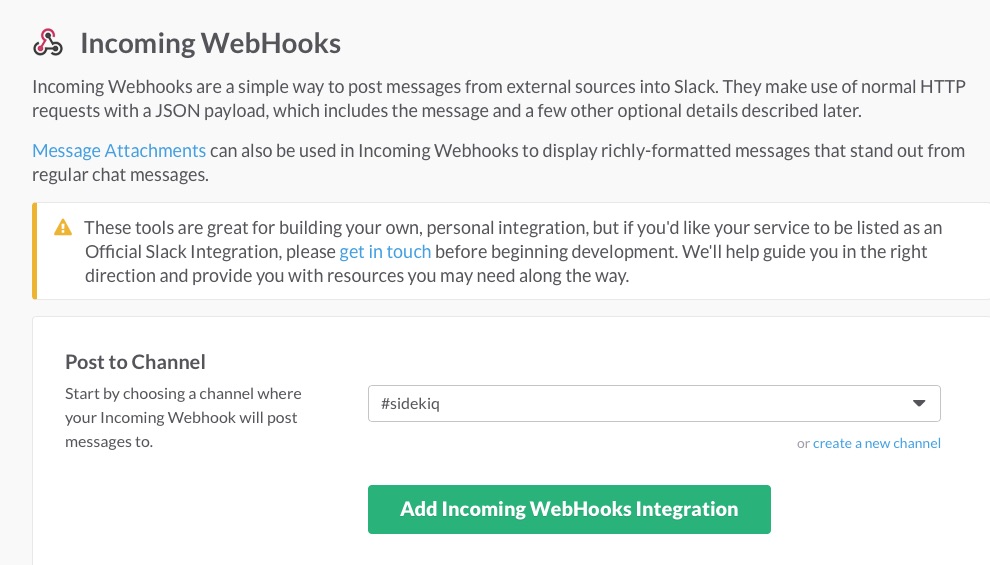 Incoming WebHooks
Incoming Webhooks are a simple way to post messages from external sources into Slack. They make use of normal HTTP
requests with a JSON payload, which includes the message and a few other optional details described later.
Message Attachments can also be used in Incoming Webhooks to display richly-formatted messages that stand out from
regular chat messages.
These tools are great for building your own, personal integration, but if you'd like your service to be listed as an
Official Slack Integration, please get in touch before beginning development. We'll help guide you in the right
direction and provide you with resources you may need along the way.
Post to Channel
Start by choosing a channel where
your Incoming Webhook will post
messages to.
#sidekiq
or create a new channel
Add Incoming WebHooks Integration